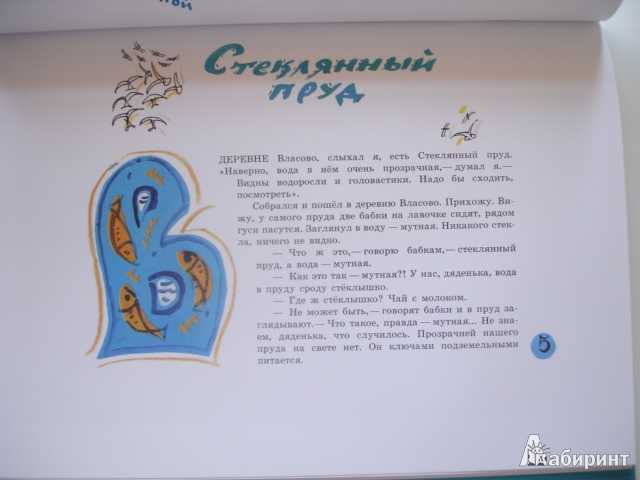 ной
Стеклянный
пруд
В
ДЕРЕВНЕ Власово, слыхал я, есть Стеклянный пруд.
«Наверно, вода в нём очень прозрачная,— думал я.—
Видны водоросли и головастики. Надо бы сходить,
посмотреть».
Собрался и пошёл в деревню Власово. Прихожу. Ви-
жу, у самого пруда две бабки на лавочке сидят, рядом
гуси пасутся. Заглянул в воду — мутная. Никакого стек-
ла, ничего не видно.
— Что ж это,— говорю бабкам,— стеклянный
пруд, а вода — мутная.
— Как это так — мутная?! У нас, дяденька, вода
в пруду сроду стёклышко.
— Где ж стёклышко? Чай с молоком.
— Не может быть,— говорят бабки и в пруд за-
глядывают.— Что такое, правда — мутная... Не зна-
ем, дяденька, что случилось. Прозрачней нашего
пруда на свете нет. Он ключами подземельными
питается.
5
Лабиринт